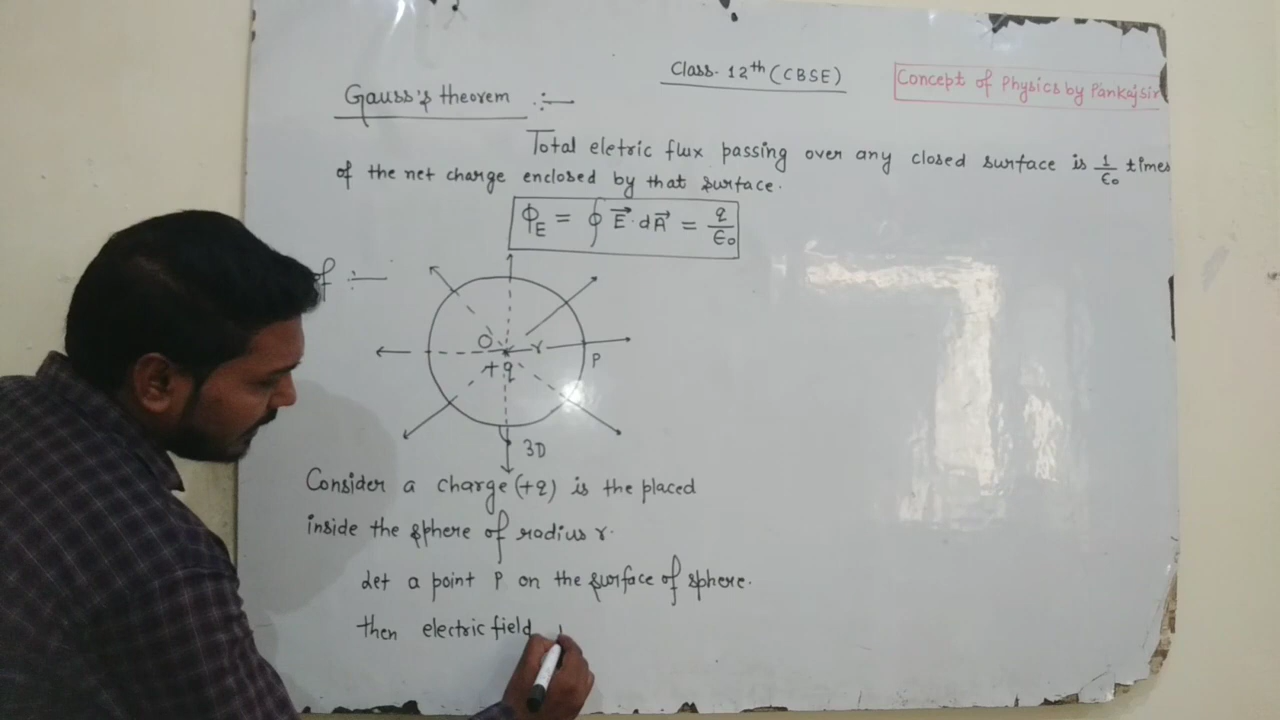 Class. 12th (CBSE)
Concept of Physics by Pankaj sir
Gauss's theorem :—
Total eletric flux passing over any closed surface is 1/ϵ₀ times
of the net charge enclosed by that surface.
ϕ_E = ∮ E⃗. dA⃗ = q/ϵ₀
f :—
O
r
P
+q
3D
Consider a charge (+q) is the placed
inside the sphere of radius r.
Let a point P on the surface of sphere.
then electric field